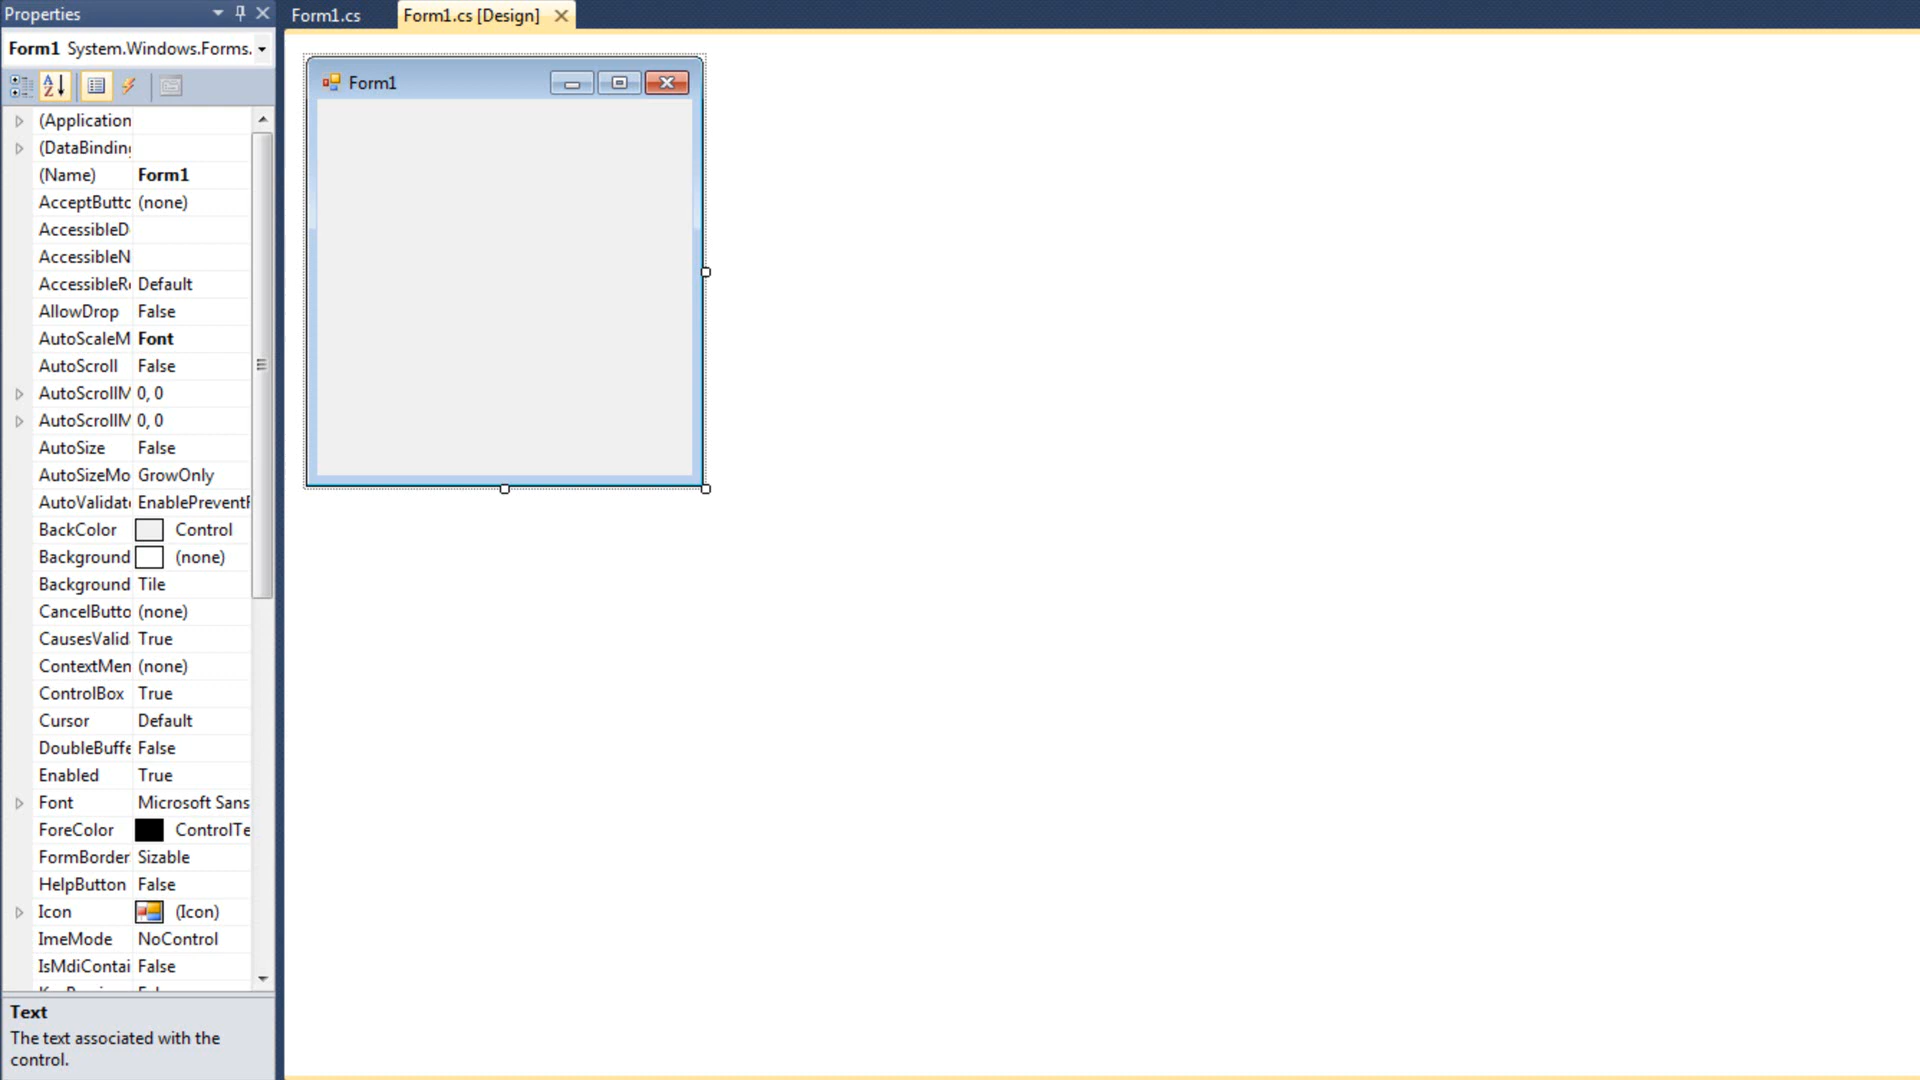 Properties
Form1 System.Windows.Forms.
(Application
(DataBinding
(Name) Form1
AcceptButto (none)
AccessibleD
AccessibleN
AccessibleR Default
AllowDrop False
AutoScaleM Font
AutoScroll False
AutoScrollM 0, 0
AutoScrollM 0, 0
AutoSize False
AutoSizeMo GrowOnly
AutoValidat EnablePrevent
BackColor Control
Background (none)
Background Tile
CancelButto (none)
CausesValid True
ContextMen (none)
ControlBox True
Cursor Default
DoubleBuffe False
Enabled True
Font Microsoft Sans
ForeColor ControlTe
FormBorder Sizable
HelpButton False
Icon (Icon)
ImeMode NoControl
IsMdiContai False
Text
The text associated with the
control.
Form1.cs
Form1.cs [Design]
Form1